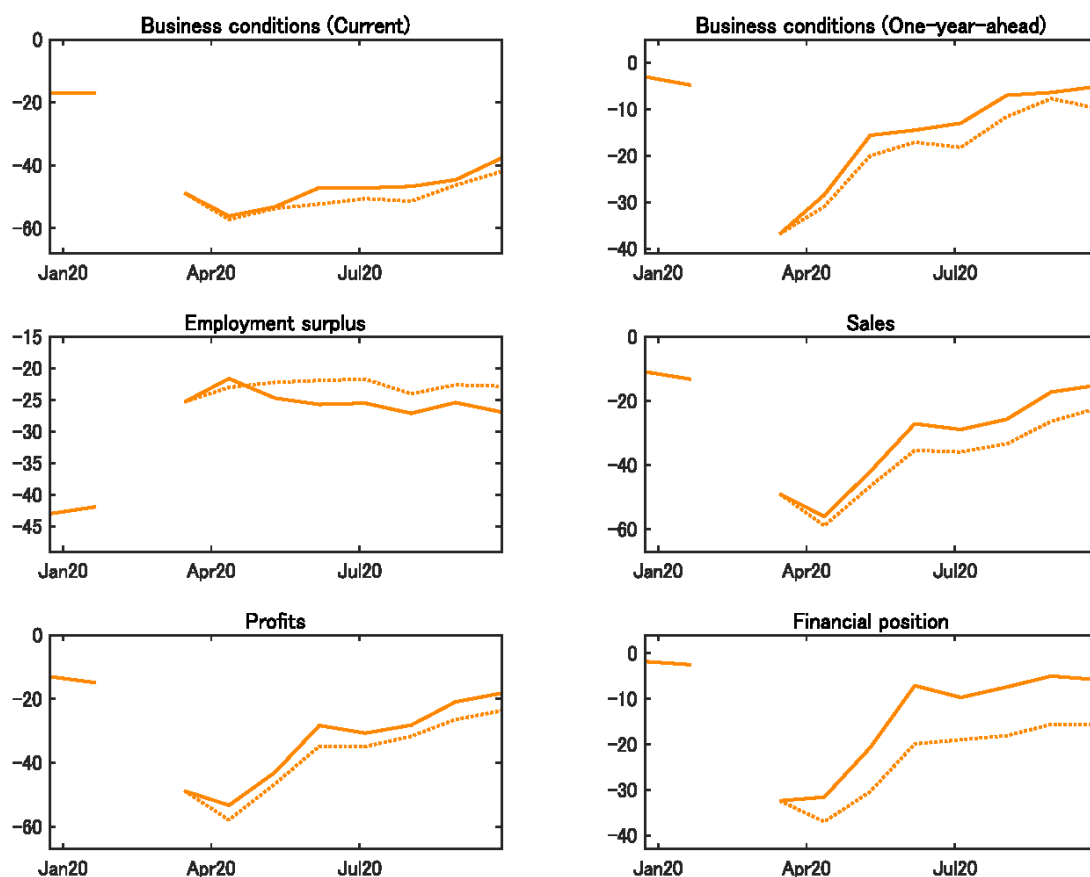 Business conditions (Current)
0
−20
−40
−60
Jan20 Apr20 Jul20
Business conditions (One−year−ahead)
0
−10
−20
−30
−40
Jan20 Apr20 Jul20
Employment surplus
−15
−20
−25
−30
−35
−40
−45
Jan20 Apr20 Jul20
Sales
0
−20
−40
−60
Jan20 Apr20 Jul20
Profits
0
−20
−40
−60
Jan20 Apr20 Jul20
Financial position
0
−10
−20
−30
−40
Jan20 Apr20 Jul20